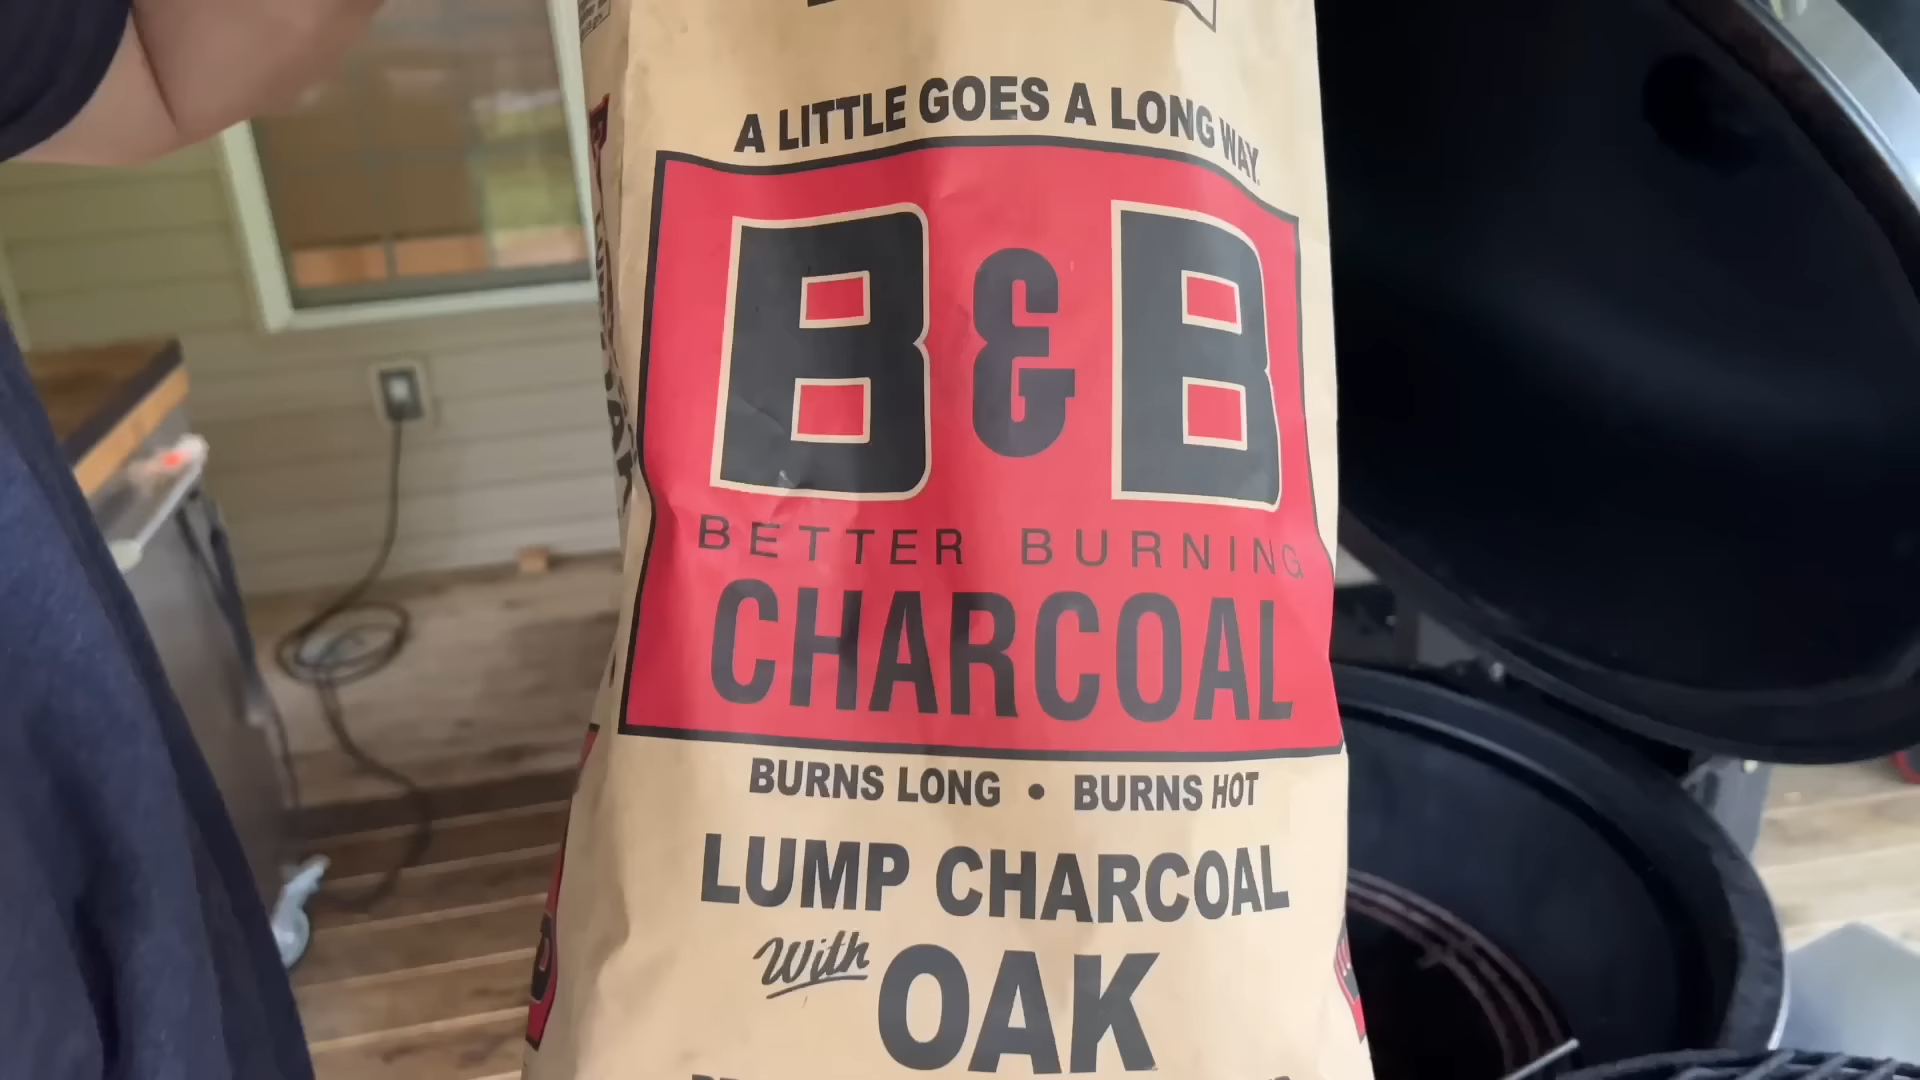 A LITTLE GOES A LONG WAY.
B&B
BETTER BURNING
CHARCOAL
BURNS LONG • BURNS HOT
LUMP CHARCOAL
With OAK